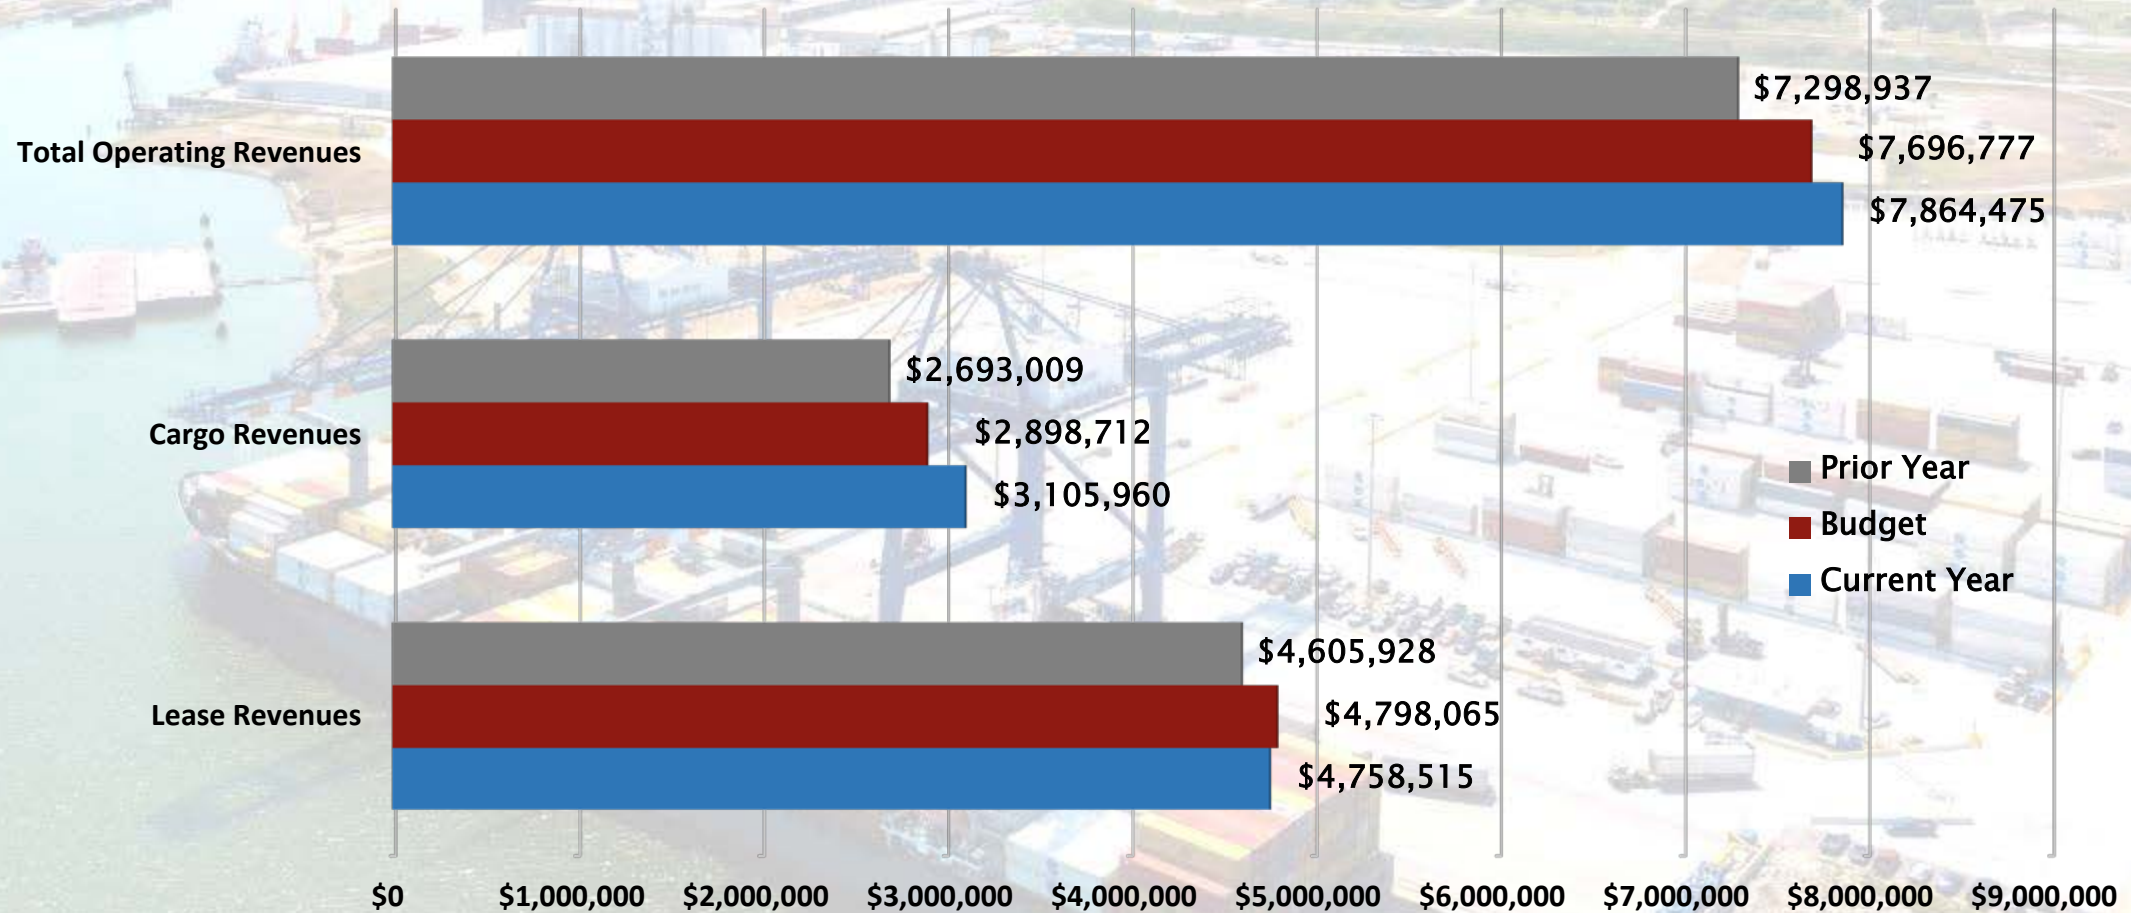 $7,298,937
Total Operating Revenues
$7,696,777
$7,864,475
$2,693,009
Cargo Revenues
$2,898,712
$3,105,960
Prior Year
Budget
Current Year
$4,605,928
Lease Revenues
$4,798,065
$4,758,515
$0 $1,000,000 $2,000,000 $3,000,000 $4,000,000 $5,000,000 $6,000,000 $7,000,000 $8,000,000 $9,000,000